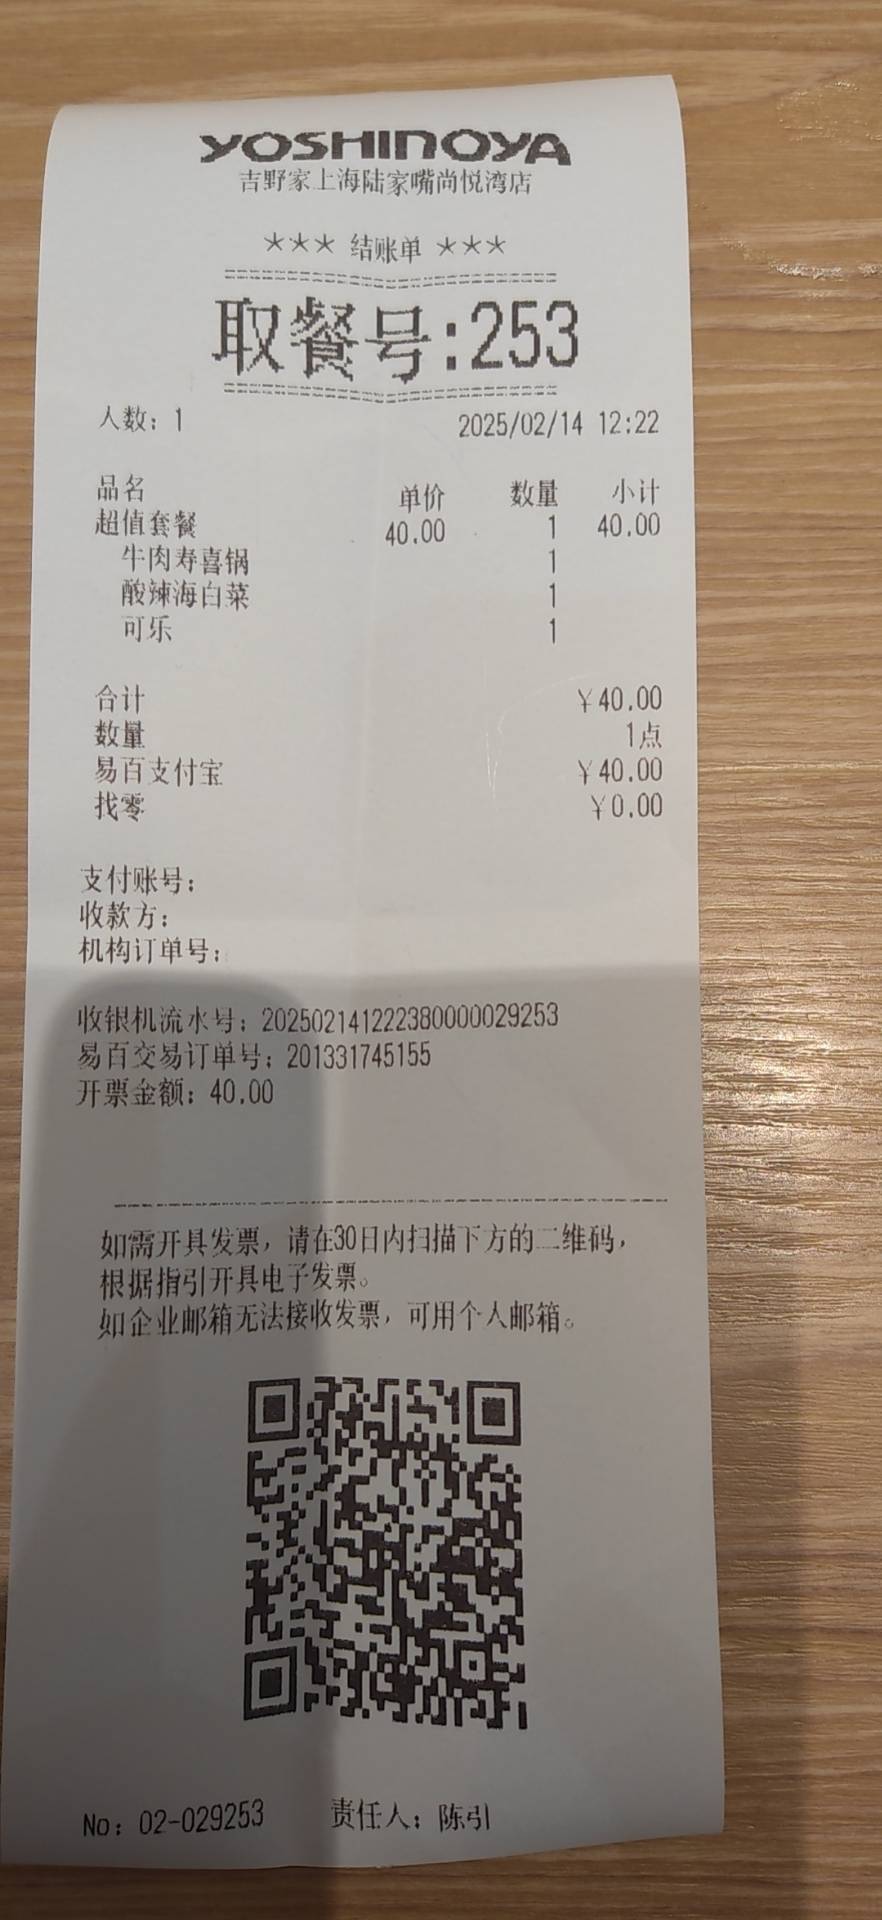 YOSHINOYA
吉野家上海陆家嘴尚悦湾店
*** 结账单 ***
取餐号:253
人数: 1 2025/02/14 12:22
品名 单价 数量 小计
超值套餐 40.00 1 40.00
牛肉寿喜锅 1
酸辣海白菜 1
可乐 1
合计 ¥40.00
数量 1点
易百支付宝 ¥40.00
找零 ¥0.00
支付账号:
收款方:
机构订单号:
收银机流水号: 20250214122238000​0029253
易百交易订单号: 201331745155
开票金额: 40.00
如需开具发票, 请在30日内扫描下方的二维码,
根据指引开具电子发票。
如企业邮箱无法接收发票, 可用个人邮箱。
No: 02-029253 责任人: 陈引